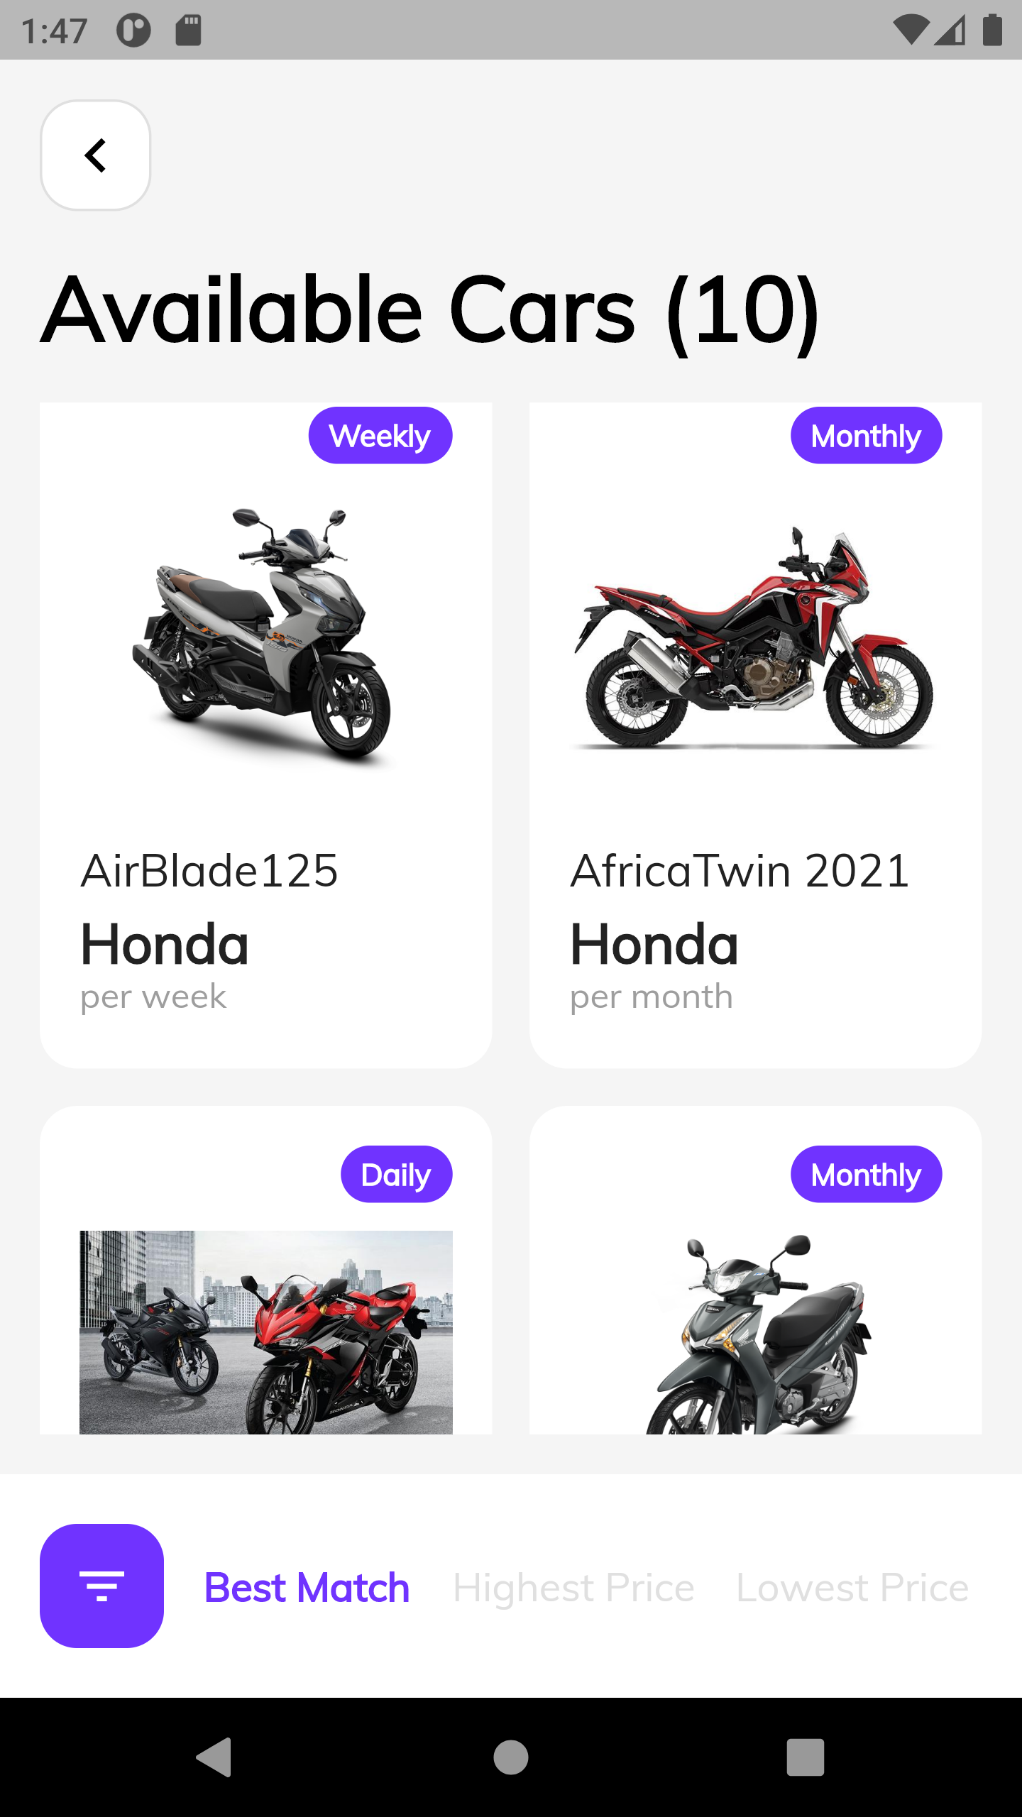 1:47
Available Cars (10)
Weekly
Monthly
AirBlade125
AfricaTwin 2021
Honda
Honda
per week
per month
Daily
Monthly
Best Match
Highest Price
Lowest Price